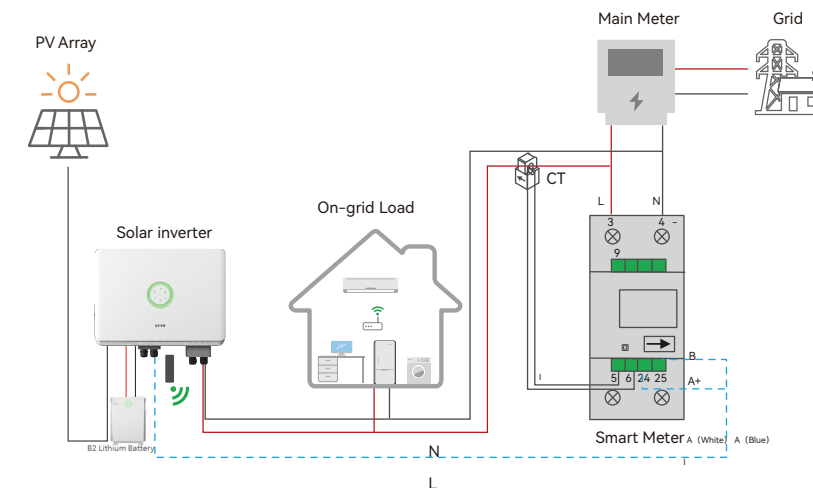 Main Meter
Grid
PV Array
CT
L
N
On-grid Load
3
4 -
Solar inverter
9
B
5 6 24 25
A+
Smart Meter
A (White)
A (Blue)
B2 Lithium Battery
N
L